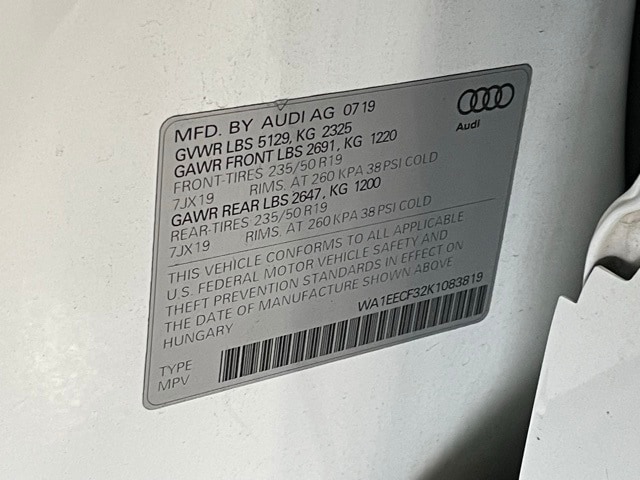 MFD. BY AUDI AG 07 19
GVWR LBS 5129, KG 2325
GAWR FRONT LBS 2691, KG 1220
FRONT-TIRES 235/50 R19
7JX19 RIMS. AT 260 KPA 38 PSI COLD
GAWR REAR LBS 2647, KG 1200
REAR-TIRES 235/50 R19
7JX19 RIMS. AT 260 KPA 38 PSI COLD
THIS VEHICLE CONFORMS TO ALL APPLICABLE
U.S. FEDERAL MOTOR VEHICLE SAFETY AND
THEFT PREVENTION STANDARDS IN EFFECT ON
THE DATE OF MANUFACTURE SHOWN ABOVE
HUNGARY
WA1EECF32K1083819
TYPE
MPV
Audi